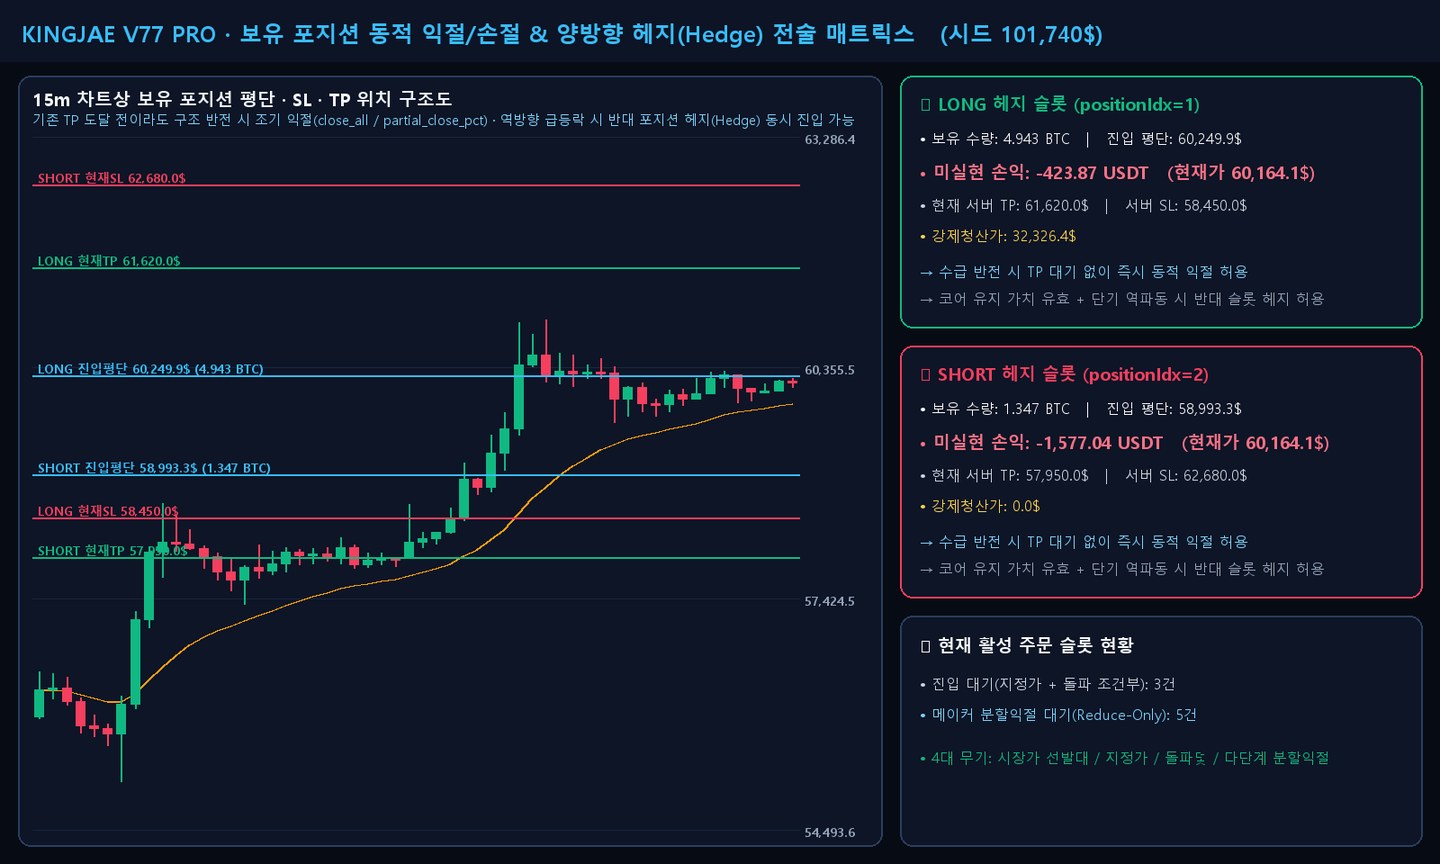 KINGJAE V77 PRO · 보유 포지션 동적 익절/손절 & 양방향 헤지(Hedge) 전술 매트릭스 (시드 101,740$)
15m 차트상 보유 포지션 평단 · SL · TP 위치 구조도
기존 TP 도달 전이라도 구조 반전 시 조기 익절(close_all / partial_close_pct) · 역방향 급등락 시 반대 포지션 헤지(Hedge) 동시 진입 가능
63,286.4
SHORT 현재SL 62,680.0$
LONG 현재TP 61,620.0$
LONG 진입평단 60,249.9$ (4.943 BTC)
60,355.5
SHORT 진입평단 58,993.3$ (1.347 BTC)
LONG 현재SL 58,450.0$
SHORT 현재TP 57,950.0$
57,424.5
54,493.6
LONG 헤지 슬롯 (positionIdx=1)
• 보유 수량: 4.943 BTC | 진입 평단: 60,249.9$
• 미실현 손익: -423.87 USDT (현재가 60,164.1$)
• 현재 서버 TP: 61,620.0$ | 서버 SL: 58,450.0$
• 강제청산가: 32,326.4$
→ 수급 반전 시 TP 대기 없이 즉시 동적 익절 허용
→ 코어 유지 가치 유효 + 단기 역파동 시 반대 슬롯 헤지 허용
SHORT 헤지 슬롯 (positionIdx=2)
• 보유 수량: 1.347 BTC | 진입 평단: 58,993.3$
• 미실현 손익: -1,577.04 USDT (현재가 60,164.1$)
• 현재 서버 TP: 57,950.0$ | 서버 SL: 62,680.0$
• 강제청산가: 0.0$
→ 수급 반전 시 TP 대기 없이 즉시 동적 익절 허용
→ 코어 유지 가치 유효 + 단기 역파동 시 반대 슬롯 헤지 허용
현재 활성 주문 슬롯 현황
• 진입 대기(지정가 + 돌파 조건부): 3건
• 메이커 분할익절 대기(Reduce-Only): 5건
• 4대 무기: 시장가 선발대 / 지정가 / 돌파덫 / 다단계 분할익절